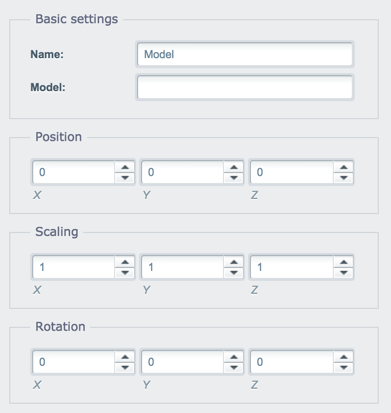 Basic settings
Name: Model
Model:
Position
0 0 0
X Y Z
Scaling
1 1 1
X Y Z
Rotation
0 0 0
X Y Z